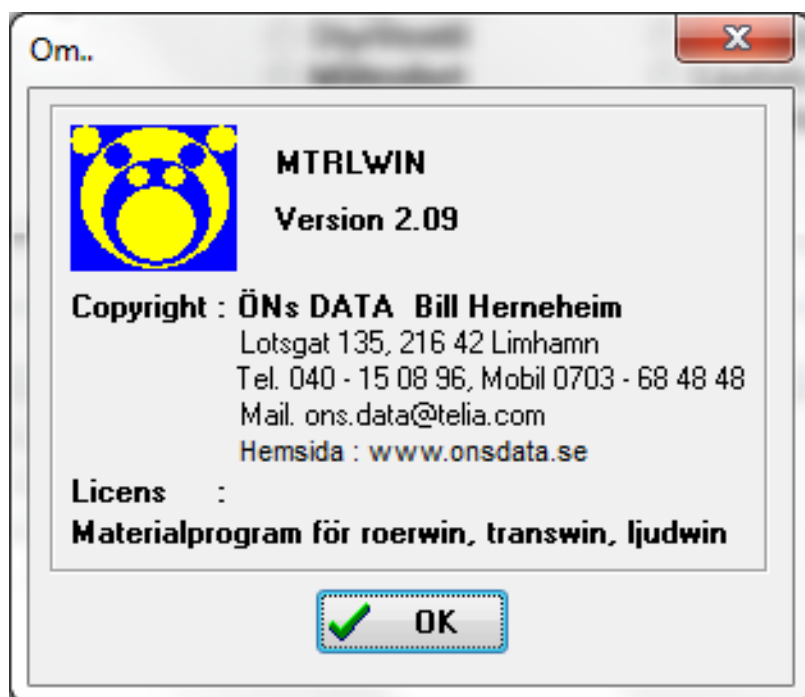 Om..
MTRLWIN
Version 2.09
Copyright : ÖNs DATA Bill Herneheim
Lotsgat 135, 216 42 Limhamn
Tel. 040 - 15 08 96, Mobil 0703 - 68 48 48
Mail. ons.data@telia.com
Hemsida : www.onsdata.se
Licens :
Materialprogram för roerwin, transwin, ljudwin
OK